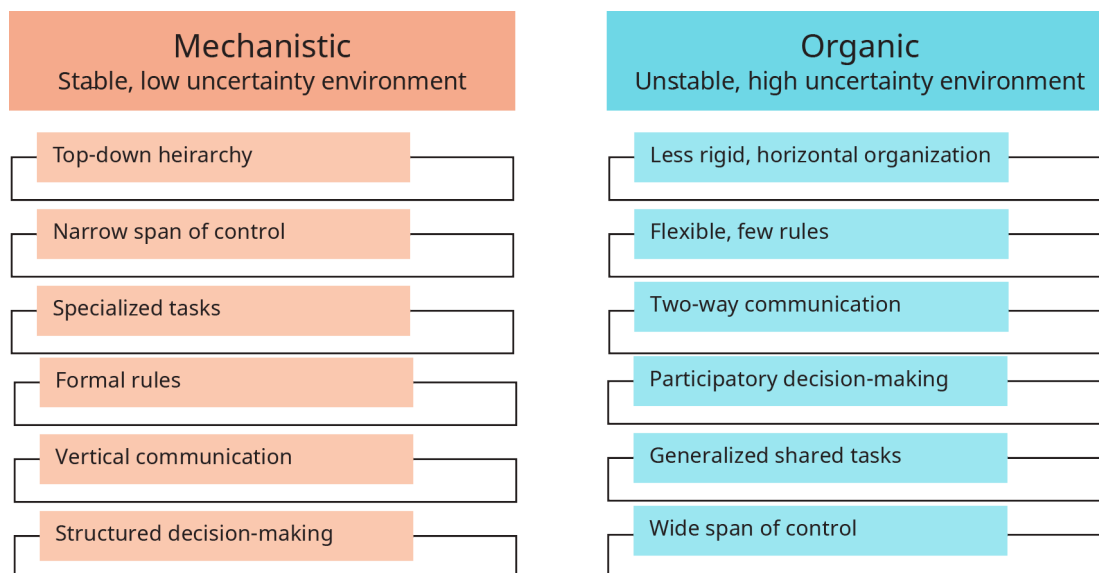 Mechanistic
Stable, low uncertainty environment
Top-down heirarchy
Narrow span of control
Specialized tasks
Formal rules
Vertical communication
Structured decision-making
Organic
Unstable, high uncertainty environment
Less rigid, horizontal organization
Flexible, few rules
Two-way communication
Participatory decision-making
Generalized shared tasks
Wide span of control